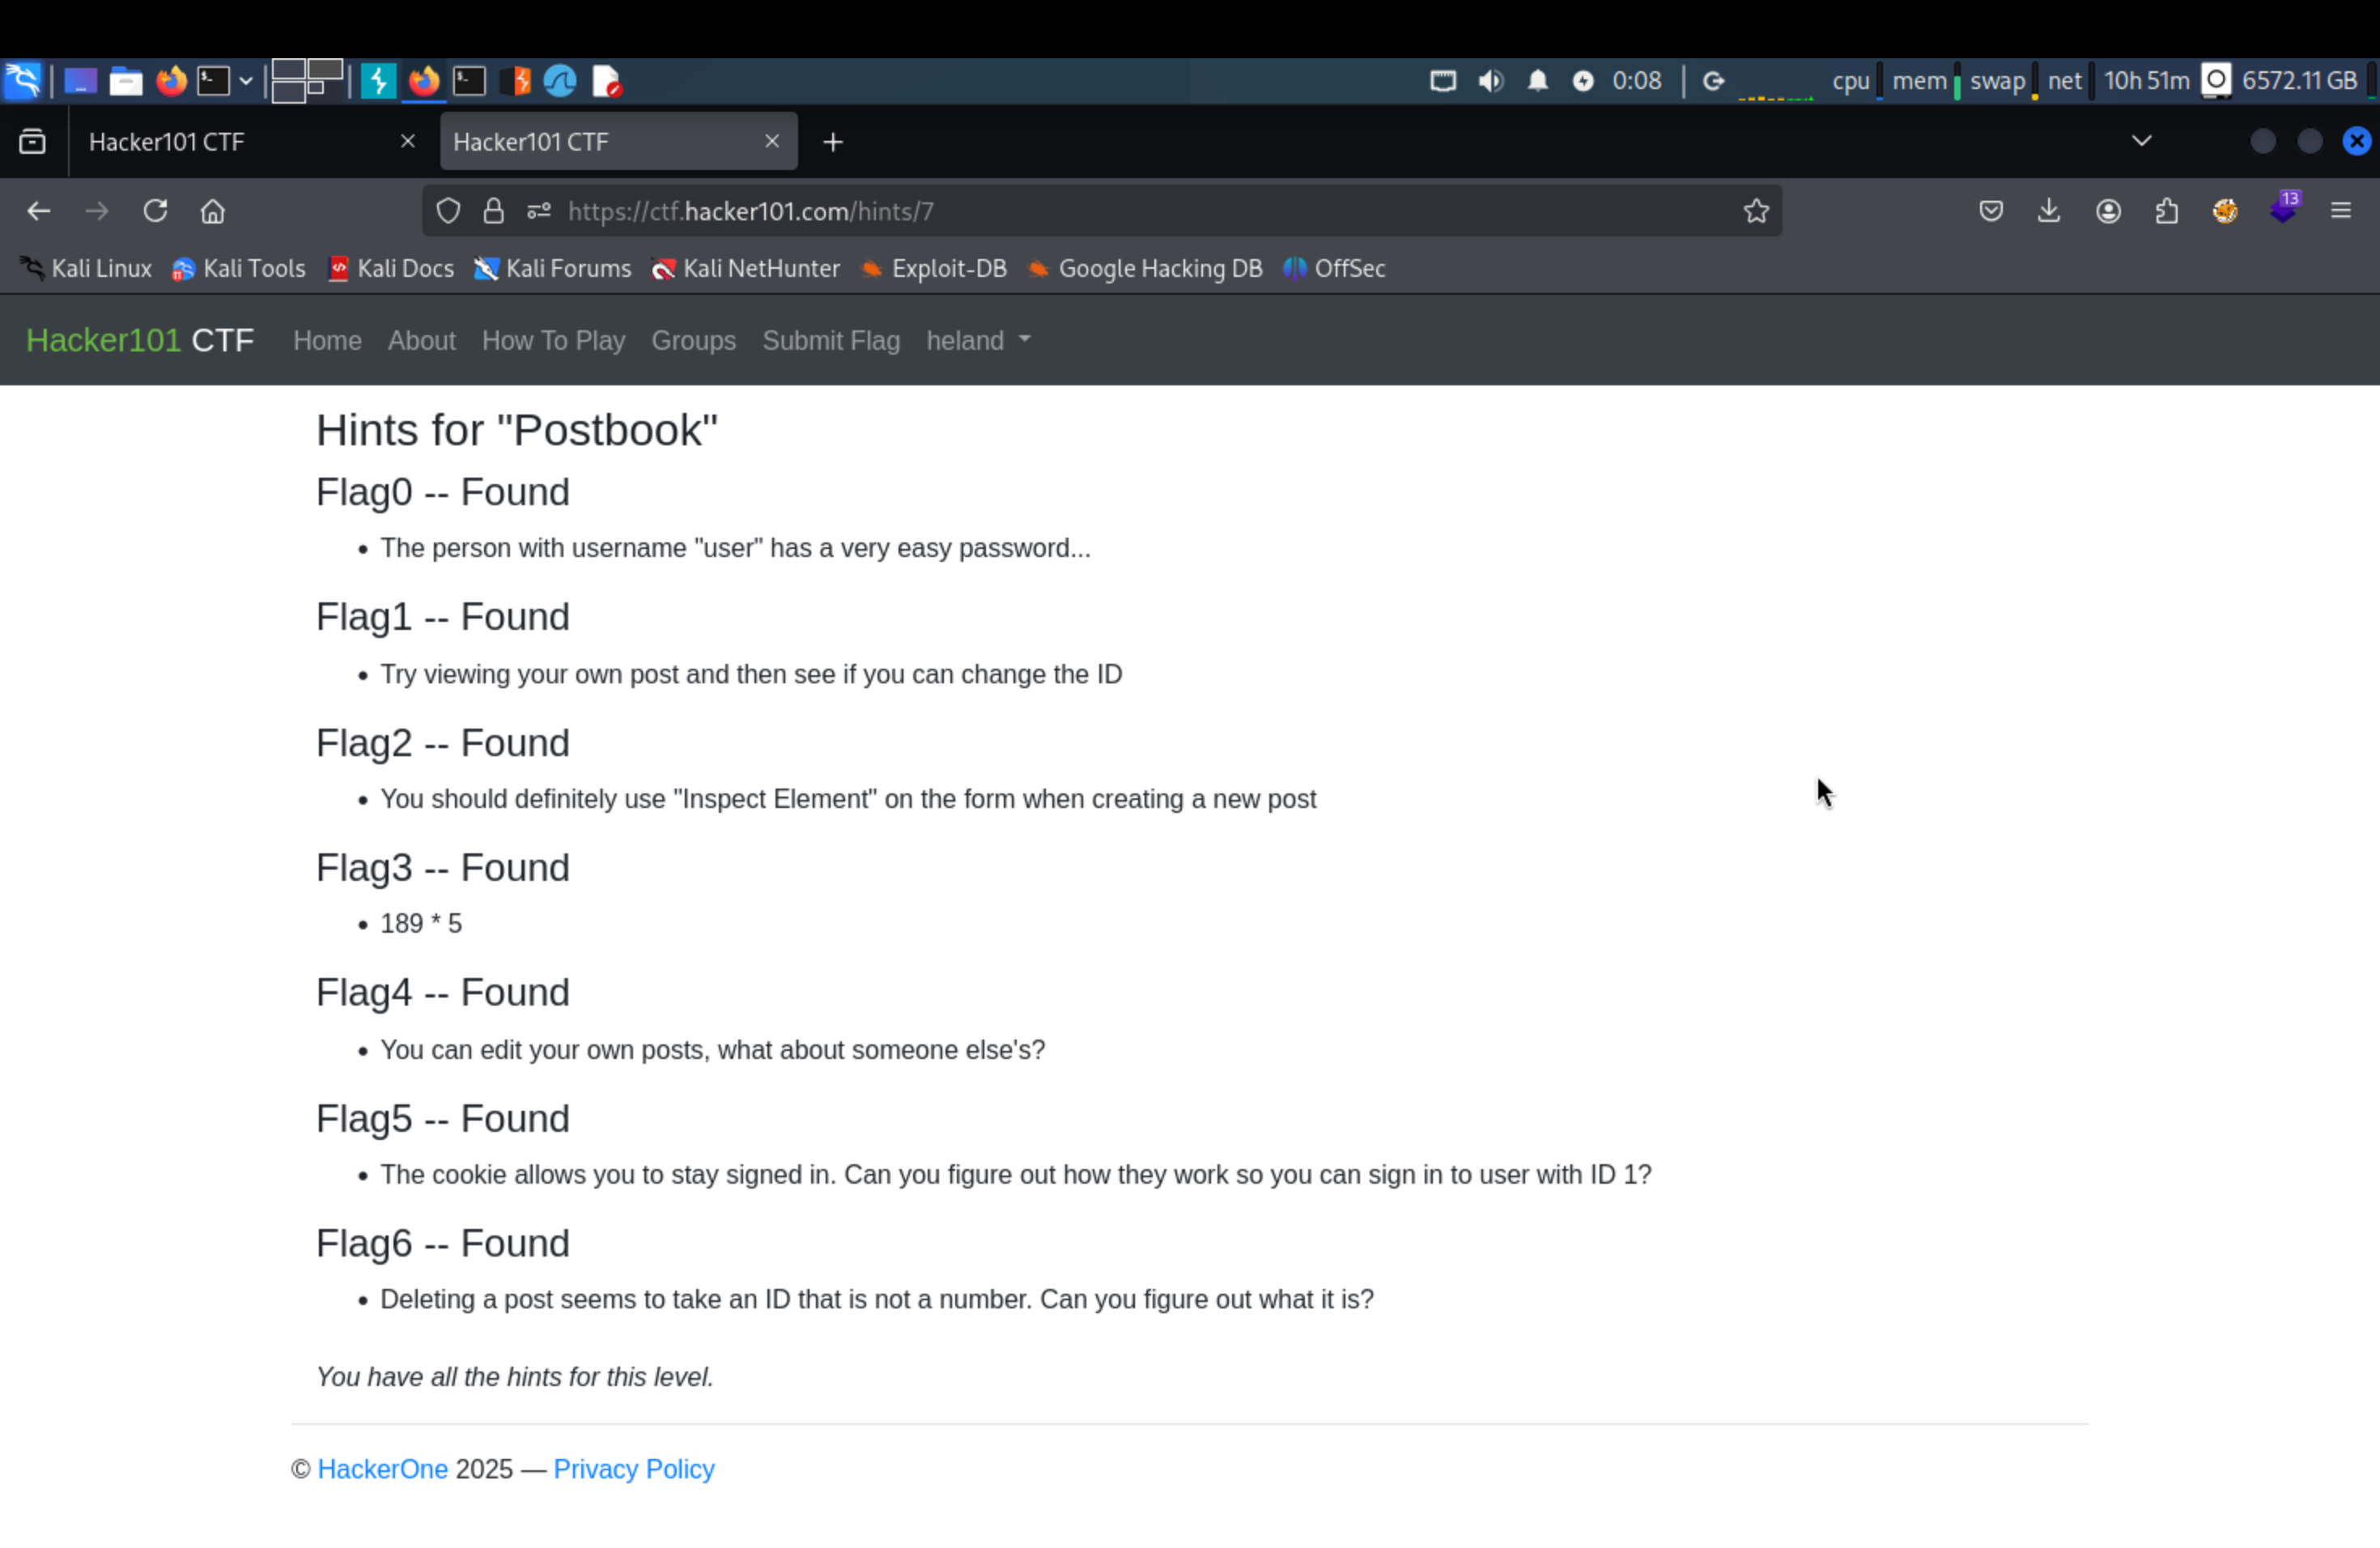 0:08 cpu mem swap net 10h 51m 6572.11 GB
Hacker101 CTF Hacker101 CTF
https://ctf.hacker101.com/hints/7 13
Kali Linux Kali Tools Kali Docs Kali Forums Kali NetHunter Exploit-DB Google Hacking DB OffSec
Hacker101 CTF Home About How To Play Groups Submit Flag heland
Hints for "Postbook"
Flag0 -- Found
• The person with username "user" has a very easy password...
Flag1 -- Found
• Try viewing your own post and then see if you can change the ID
Flag2 -- Found
• You should definitely use "Inspect Element" on the form when creating a new post
Flag3 -- Found
• 189 * 5
Flag4 -- Found
• You can edit your own posts, what about someone else's?
Flag5 -- Found
• The cookie allows you to stay signed in. Can you figure out how they work so you can sign in to user with ID 1?
Flag6 -- Found
• Deleting a post seems to take an ID that is not a number. Can you figure out what it is?
You have all the hints for this level.
© HackerOne 2025 — Privacy Policy